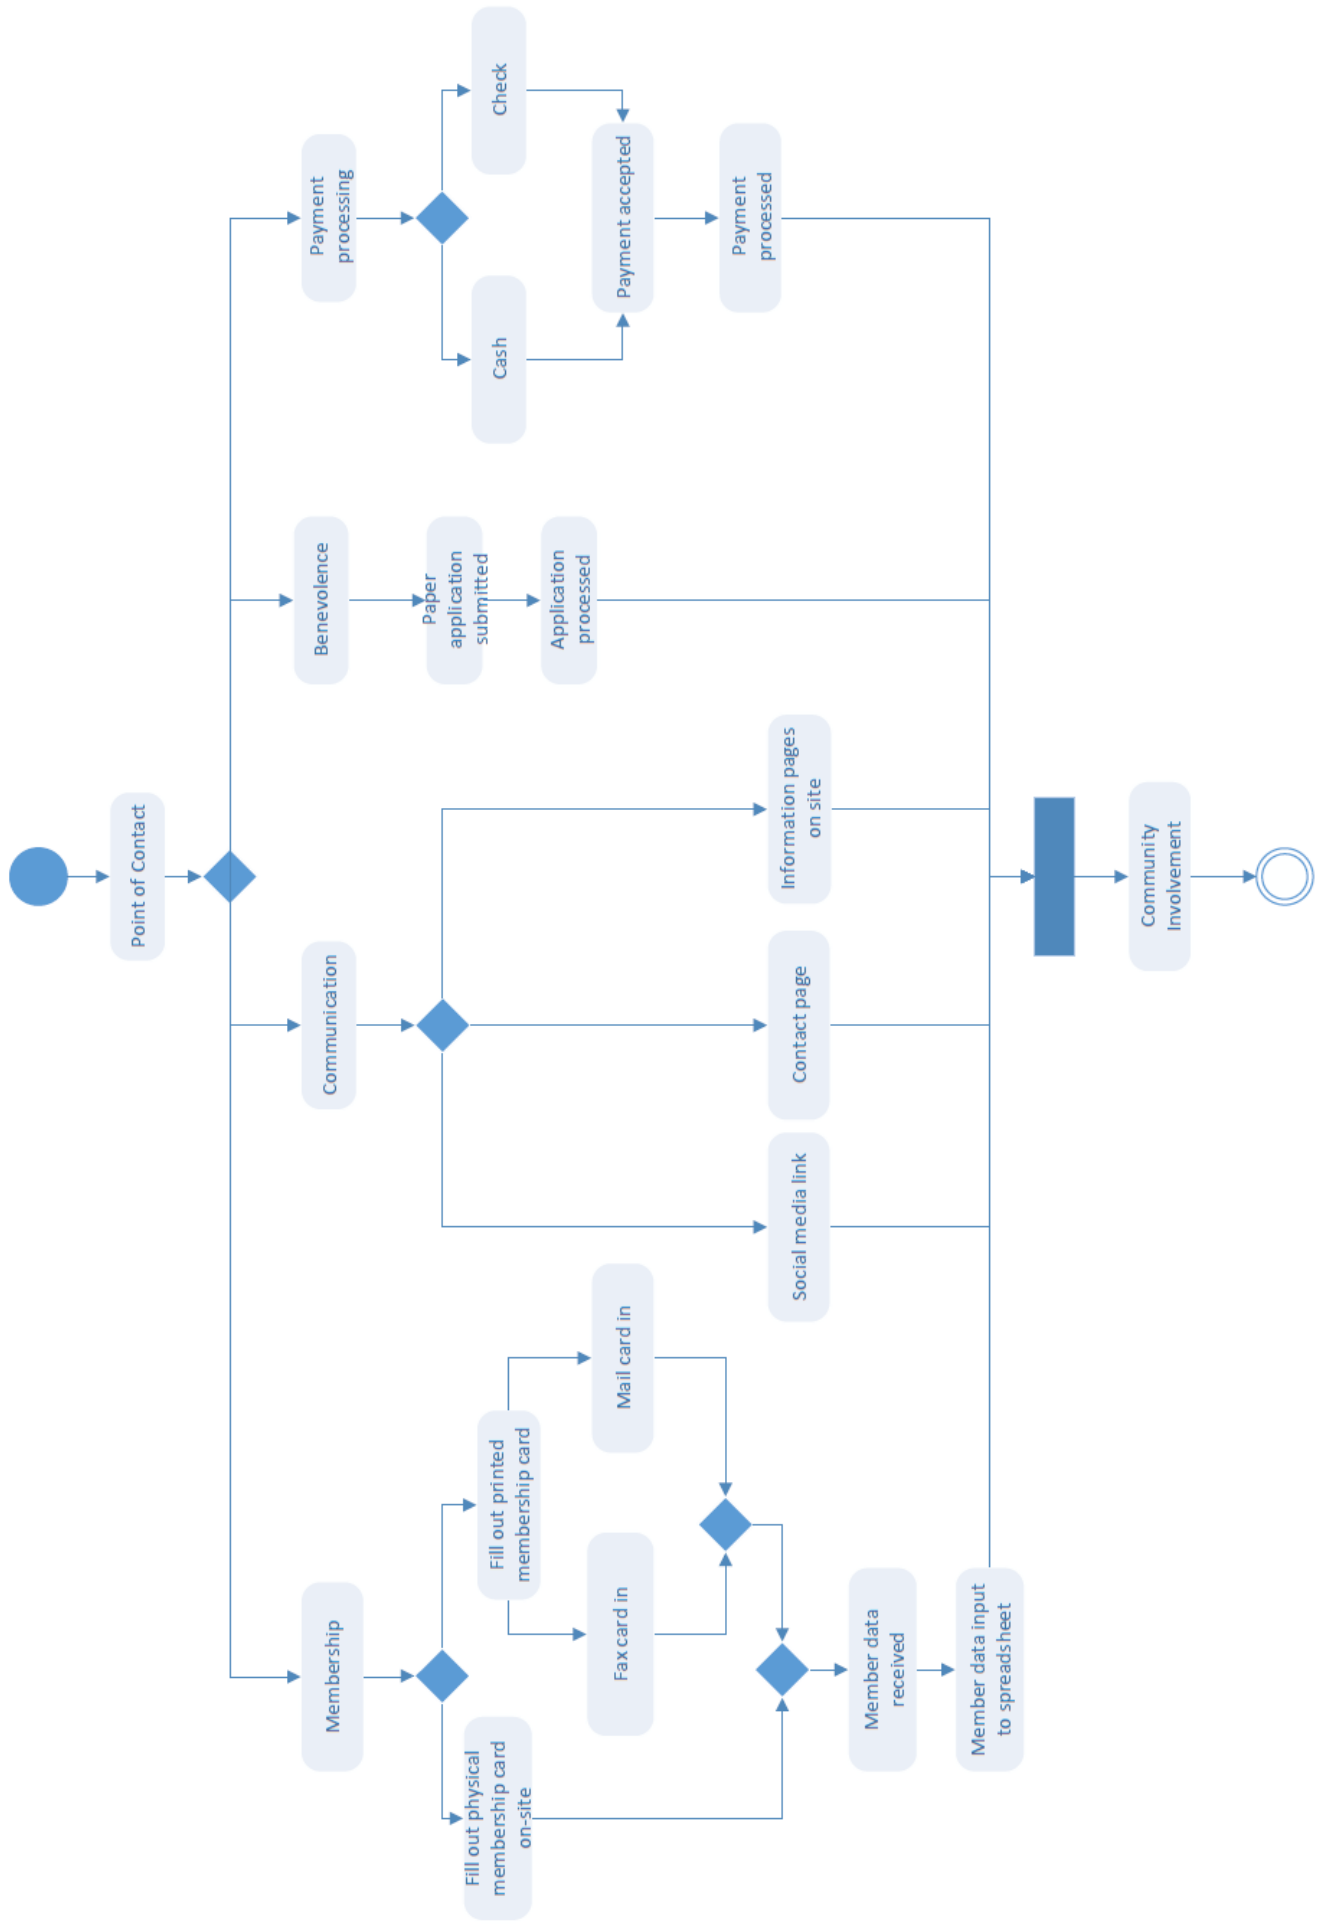 Point of Contact
Membership
Communication
Benevolence
Payment
processing
Fill out physical
membership card
on-site
Fill out printed
membership card
Fax card in
Mail card in
Member data
received
Member data input
to spreadsheet
Social media link
Contact page
Information pages
on site
Paper
application
submitted
Application
processed
Cash
Check
Payment accepted
Payment
processed
Community
Involvement